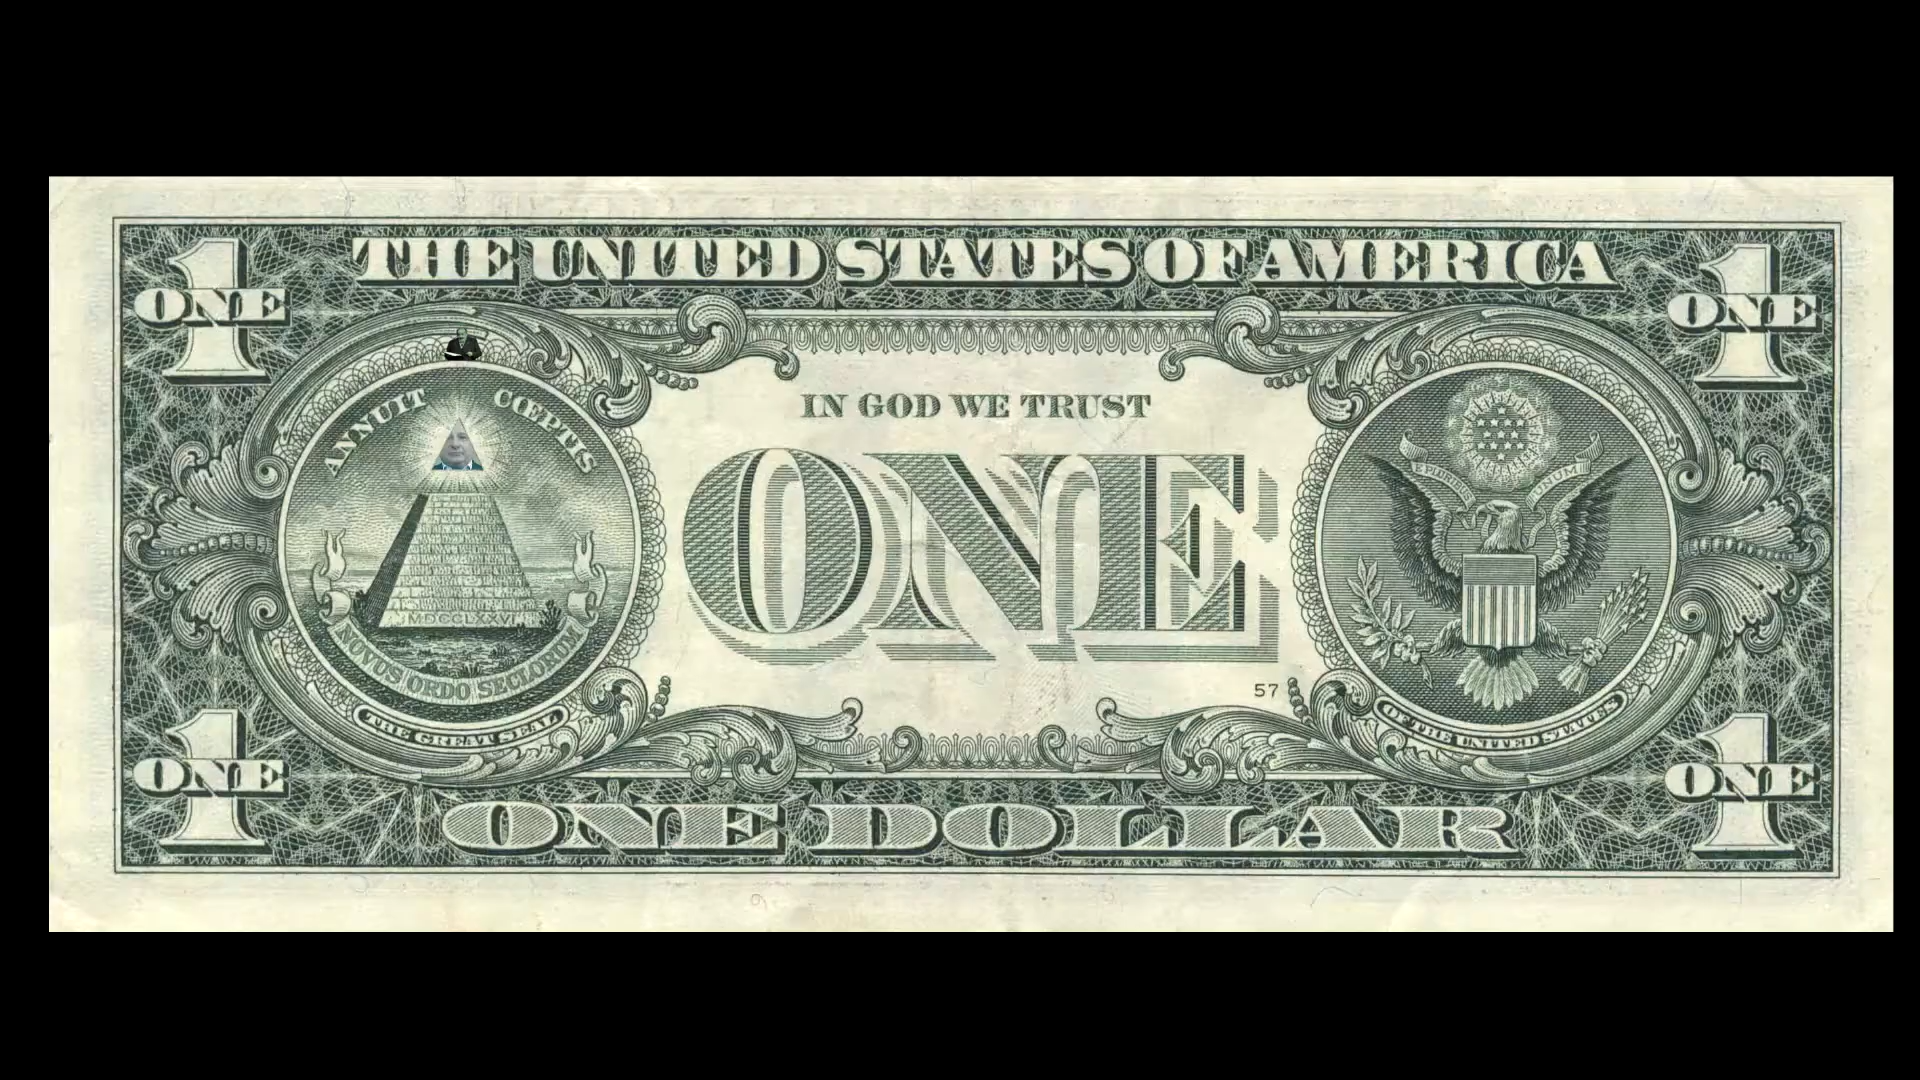 THE UNITED STATES OF AMERICA
1
ONE
1
ONE
ANNUIT CŒPTIS
IN GOD WE TRUST
E PLURIBUS UNUM
ONE
MDCCLXXVI
NOVUS ORDO SECLORUM
57
THE GREAT SEAL
OF THE UNITED STATES
1
ONE
1
ONE
ONE DOLLAR